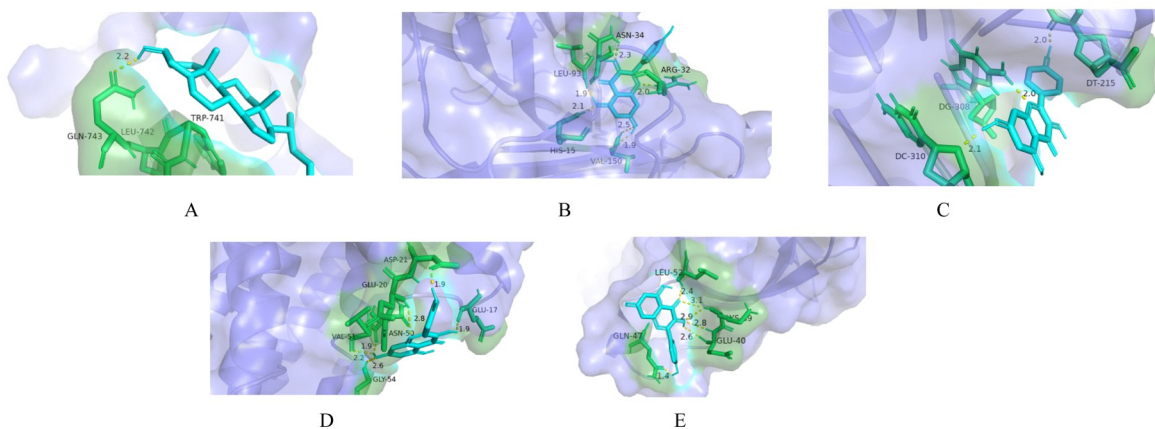 2.2
TRP-741
LEU-742
GLN-743
A
ASN-34
2.3
LEU-93
ARG-32
2.0
1.9
2.1
2.5
HIS-15
1.9
VAL-150
B
2.0
DT-215
2.0
DG-308
2.1
DC-310
C
ASP-21
GLU-20
1.9
GLU-17
2.8
1.9
VAL-51
ASN-50
1.9
2.2
2.6
GLY-54
D
LEU-52
2.4
3.1
2.9
2.8
GLN-47
GLU-40
2.6
1.4
E